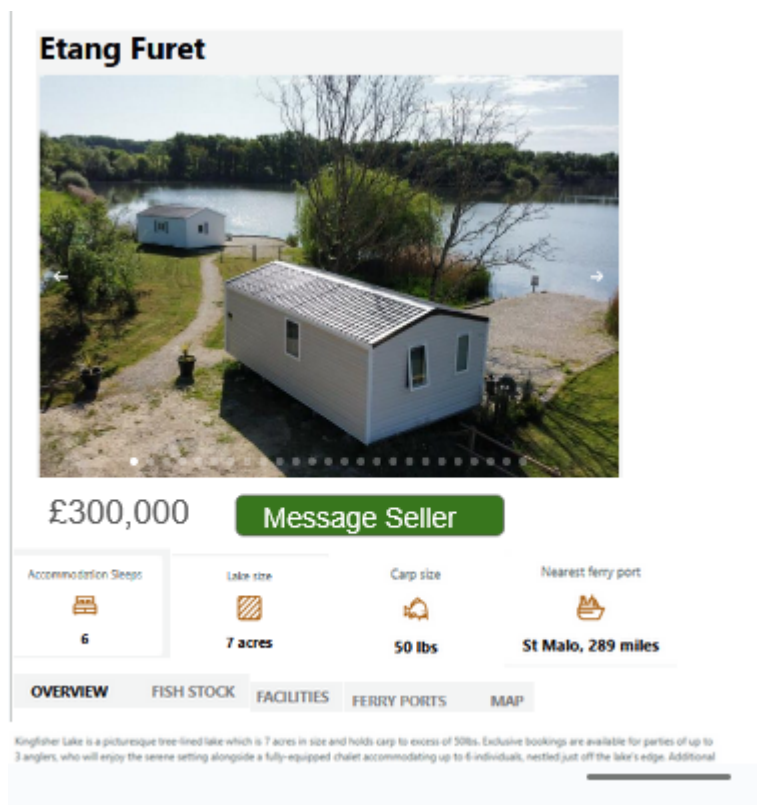 Etang Furet
£300,000
Message Seller
Accommodation Sleeps
Lake size
Carp size
Nearest ferry port
6
7 acres
50 lbs
St Malo, 289 miles
OVERVIEW
FISH STOCK
FACILITIES
FERRY PORTS
MAP
Kingfisher Lake is a picturesque tree-lined lake which is 7 acres in size and holds carp to excess of 50lbs. Exclusive bookings are available for parties of up to
3 anglers, who will enjoy the serene setting alongside a fully-equipped chalet accommodating up to 6 individuals, nestled just off the lake's edge. Additional